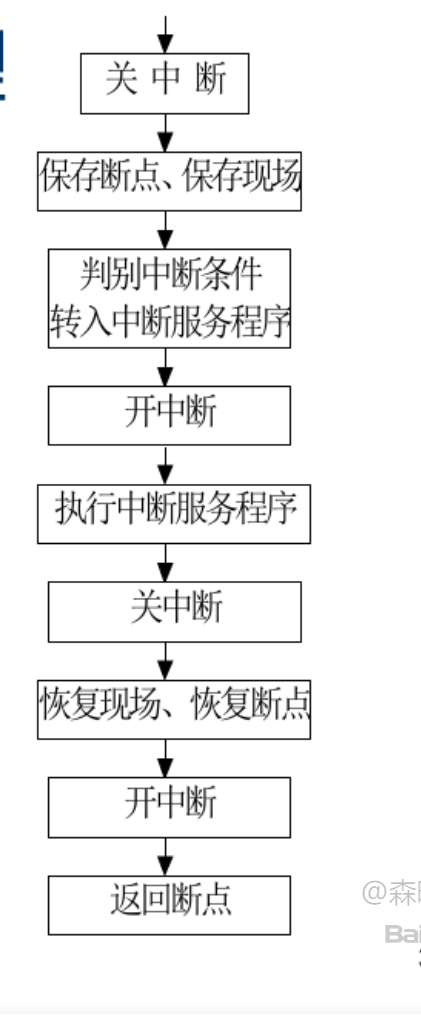 关中断
保存断点、保存现场
判别中断条件
转入中断服务程序
开中断
执行中断服务程序
关中断
恢复现场、恢复断点
开中断
返回断点
@森
Bai